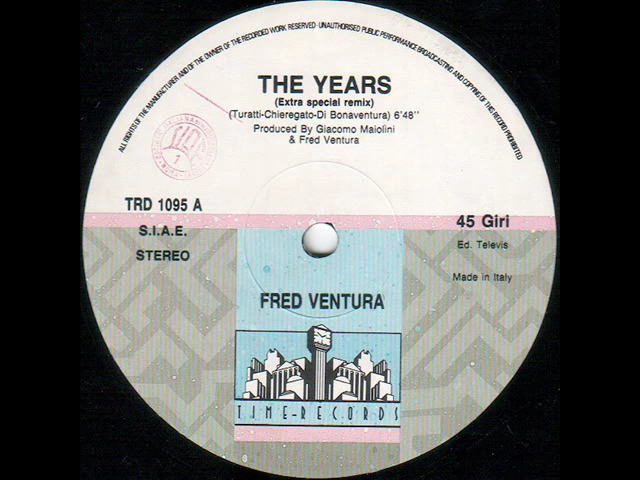 ALL RIGHTS OF THE MANUFACTURER AND OF THE OWNER OF THE RECORDED WORK RESERVED - UNAUTHORISED PUBLIC PERFORMANCE BROADCASTING AND COPYING OF THIS RECORD PROHIBITED
THE YEARS
(Extra special remix)
(Turatti-Chieregato-Di Bonaventura) 6'48''
Produced By Giacomo Maiolini
& Fred Ventura
TRD 1095 A
45 Giri
S.I.A.E.
Ed. Televis
STEREO
Made in Italy
FRED VENTURA
TIME-RECORDS